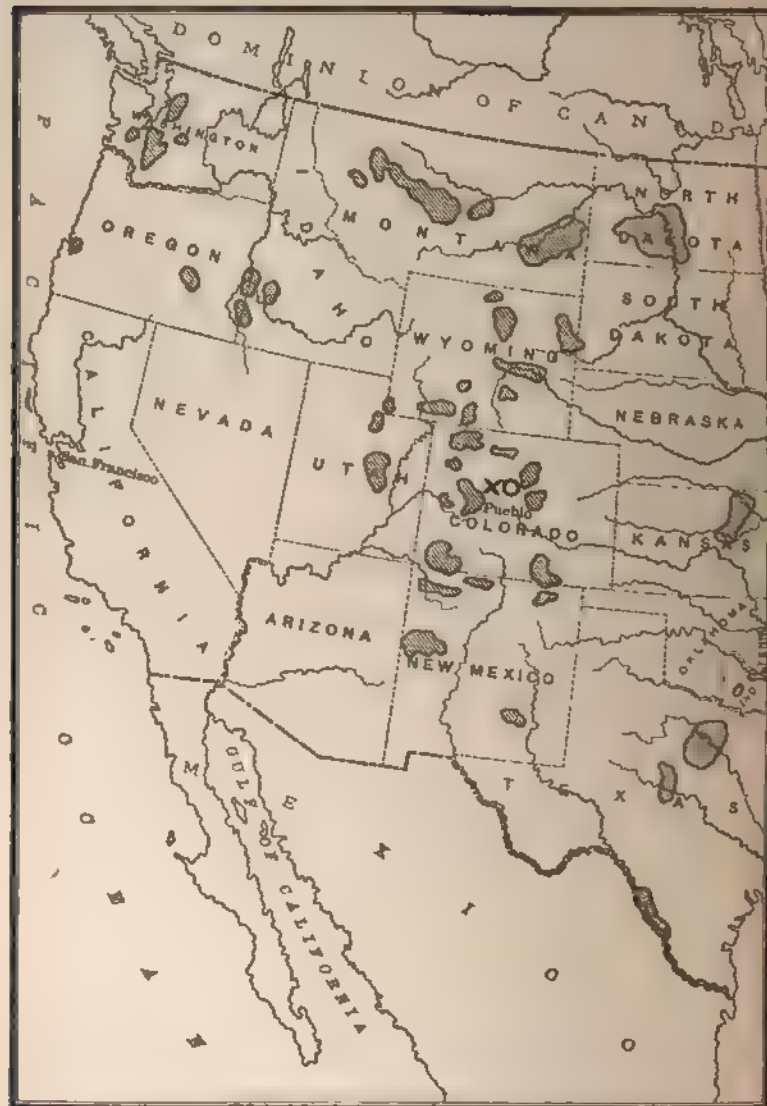 DOMINION OF CANADA
WASHINGTON
OREGON
IDAHO
MONTANA
NORTH
DAKOTA
SOUTH
DAKOTA
WYOMING
NEBRASKA
CALIFORNIA
NEVADA
UTAH
San Francisco
XO
Pueblo
COLORADO
KANSAS
ARIZONA
NEW MEXICO
OKLAHOMA
TEXAS
GULF OF CALIFORNIA
MEXICO
PACIFIC
OCEAN